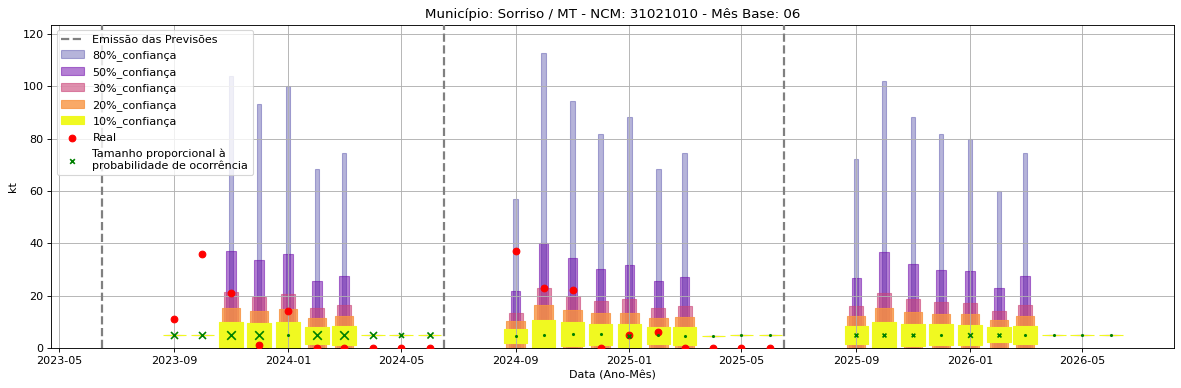 Município: Sorriso / MT - NCM: 31021010 - Mês Base: 06
120
100
80
60
40
20
0
kt
Emissão das Previsões
80%_confiança
50%_confiança
30%_confiança
20%_confiança
10%_confiança
Real
Tamanho proporcional à
probabilidade de ocorrência
2023-05
2023-09
2024-01
2024-05
2024-09
2025-01
2025-05
2025-09
2026-01
2026-05
Data (Ano-Mês)